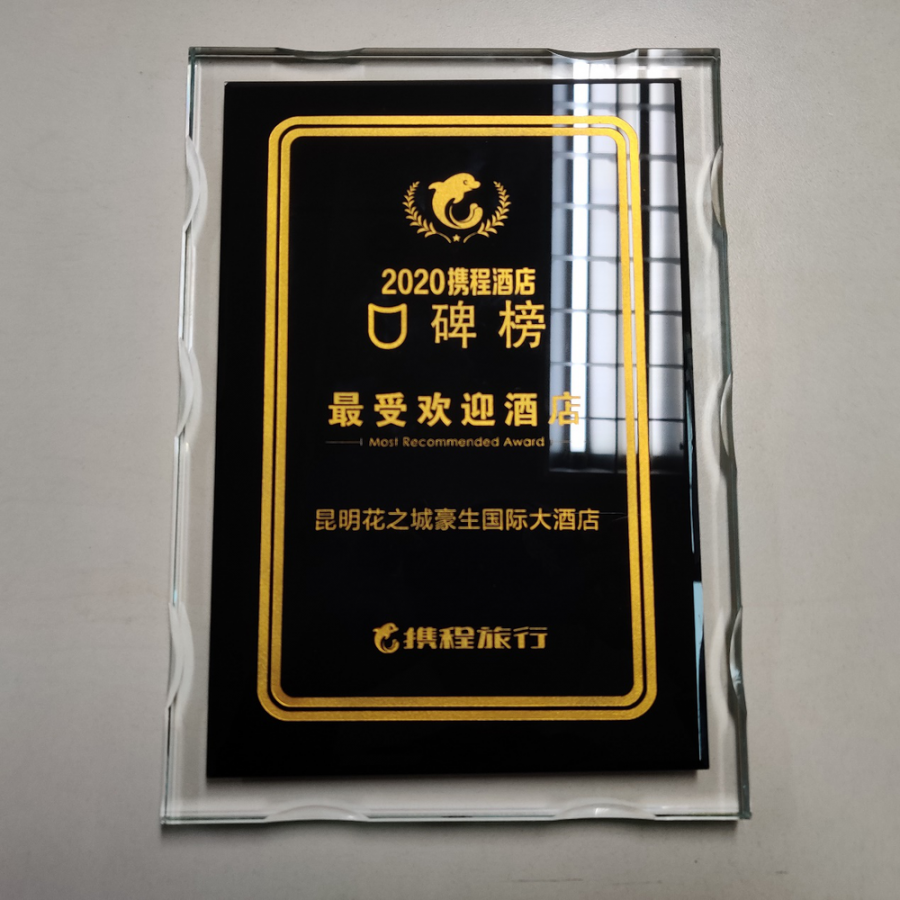 2020携程酒店
口碑榜
最受欢迎酒店
Most Recommended Award
昆明花之城豪生国际大酒店
携程旅行